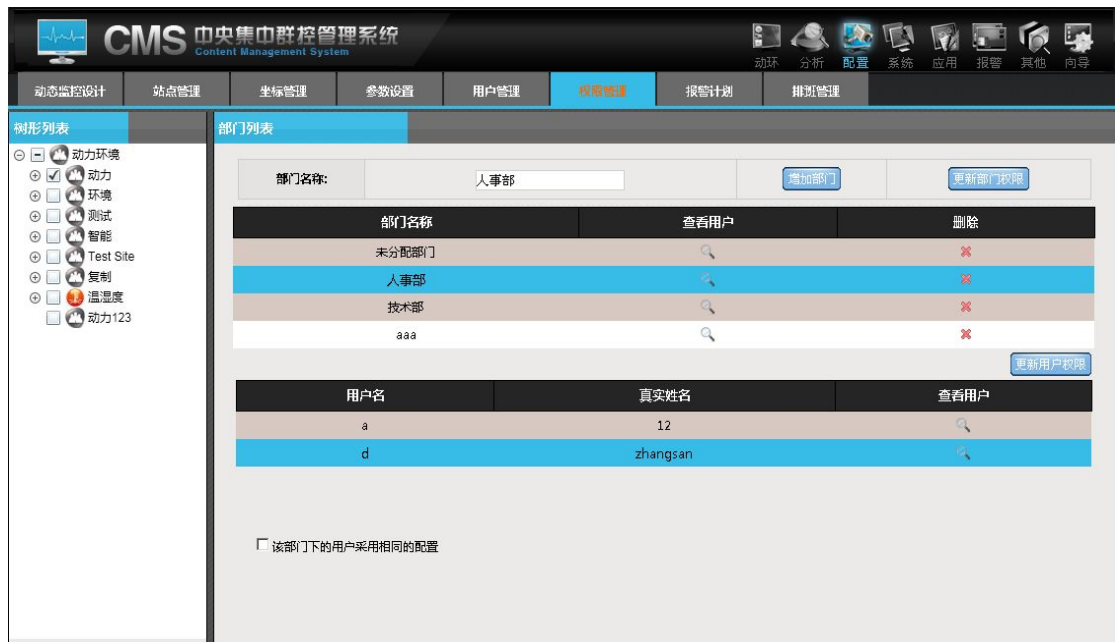 CMS 中央集中群控管理系统
Content Management System
动环 分析 配置 系统 应用 报警 其他 向导
动态监控设计 站点管理 坐标管理 参数设置 用户管理 权限管理 报警计划 排班管理
树形列表
动力环境
动力
环境
测试
智能
Test Site
复制
温湿度
动力123
部门列表
部门名称: 人事部 增加部门 更新部门权限
部门名称 查看用户 删除
未分配部门
人事部
技术部
aaa
更新用户权限
用户名 真实姓名 查看用户
a 12
d zhangsan
该部门下的用户采用相同的配置